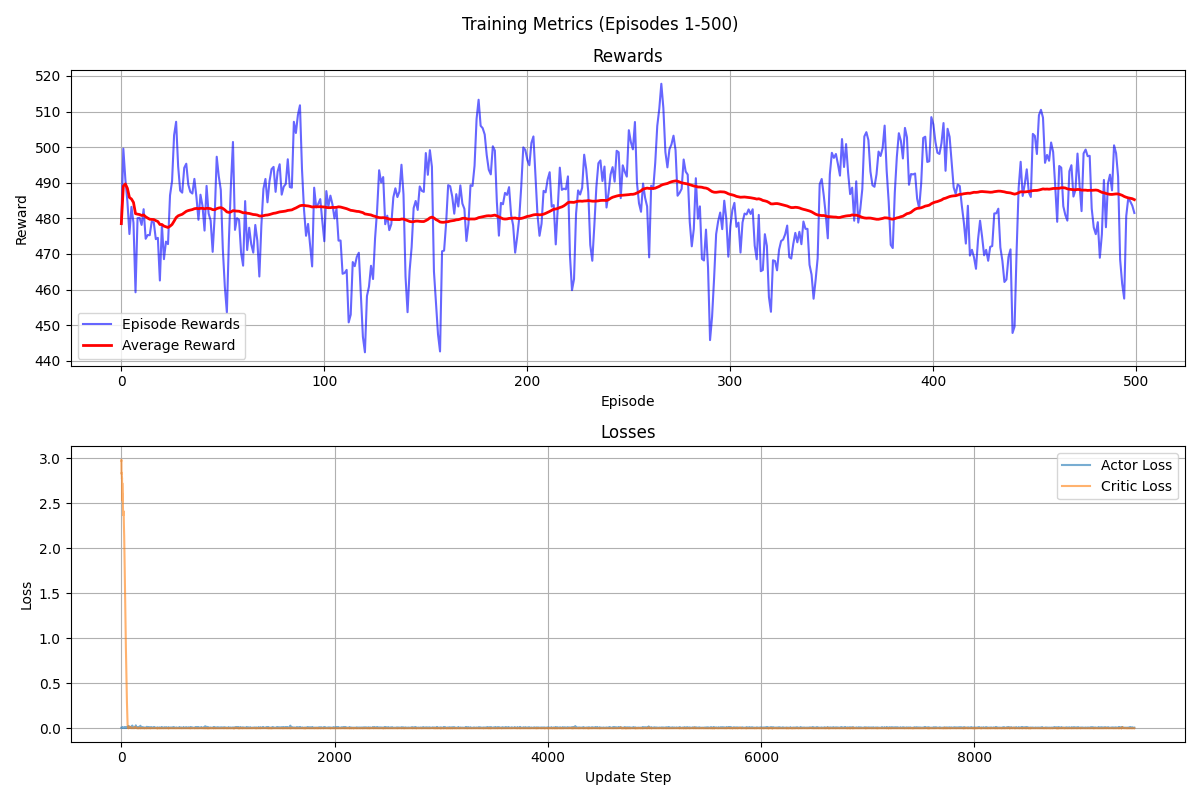 Training Metrics (Episodes 1-500)
Rewards
520
510
500
490
480
470
460
450
440
Reward
Episode Rewards
Average Reward
0 100 200 300 400 500
Episode
Losses
3.0
2.5
2.0
1.5
1.0
0.5
0.0
Loss
Actor Loss
Critic Loss
0 2000 4000 6000 8000
Update Step